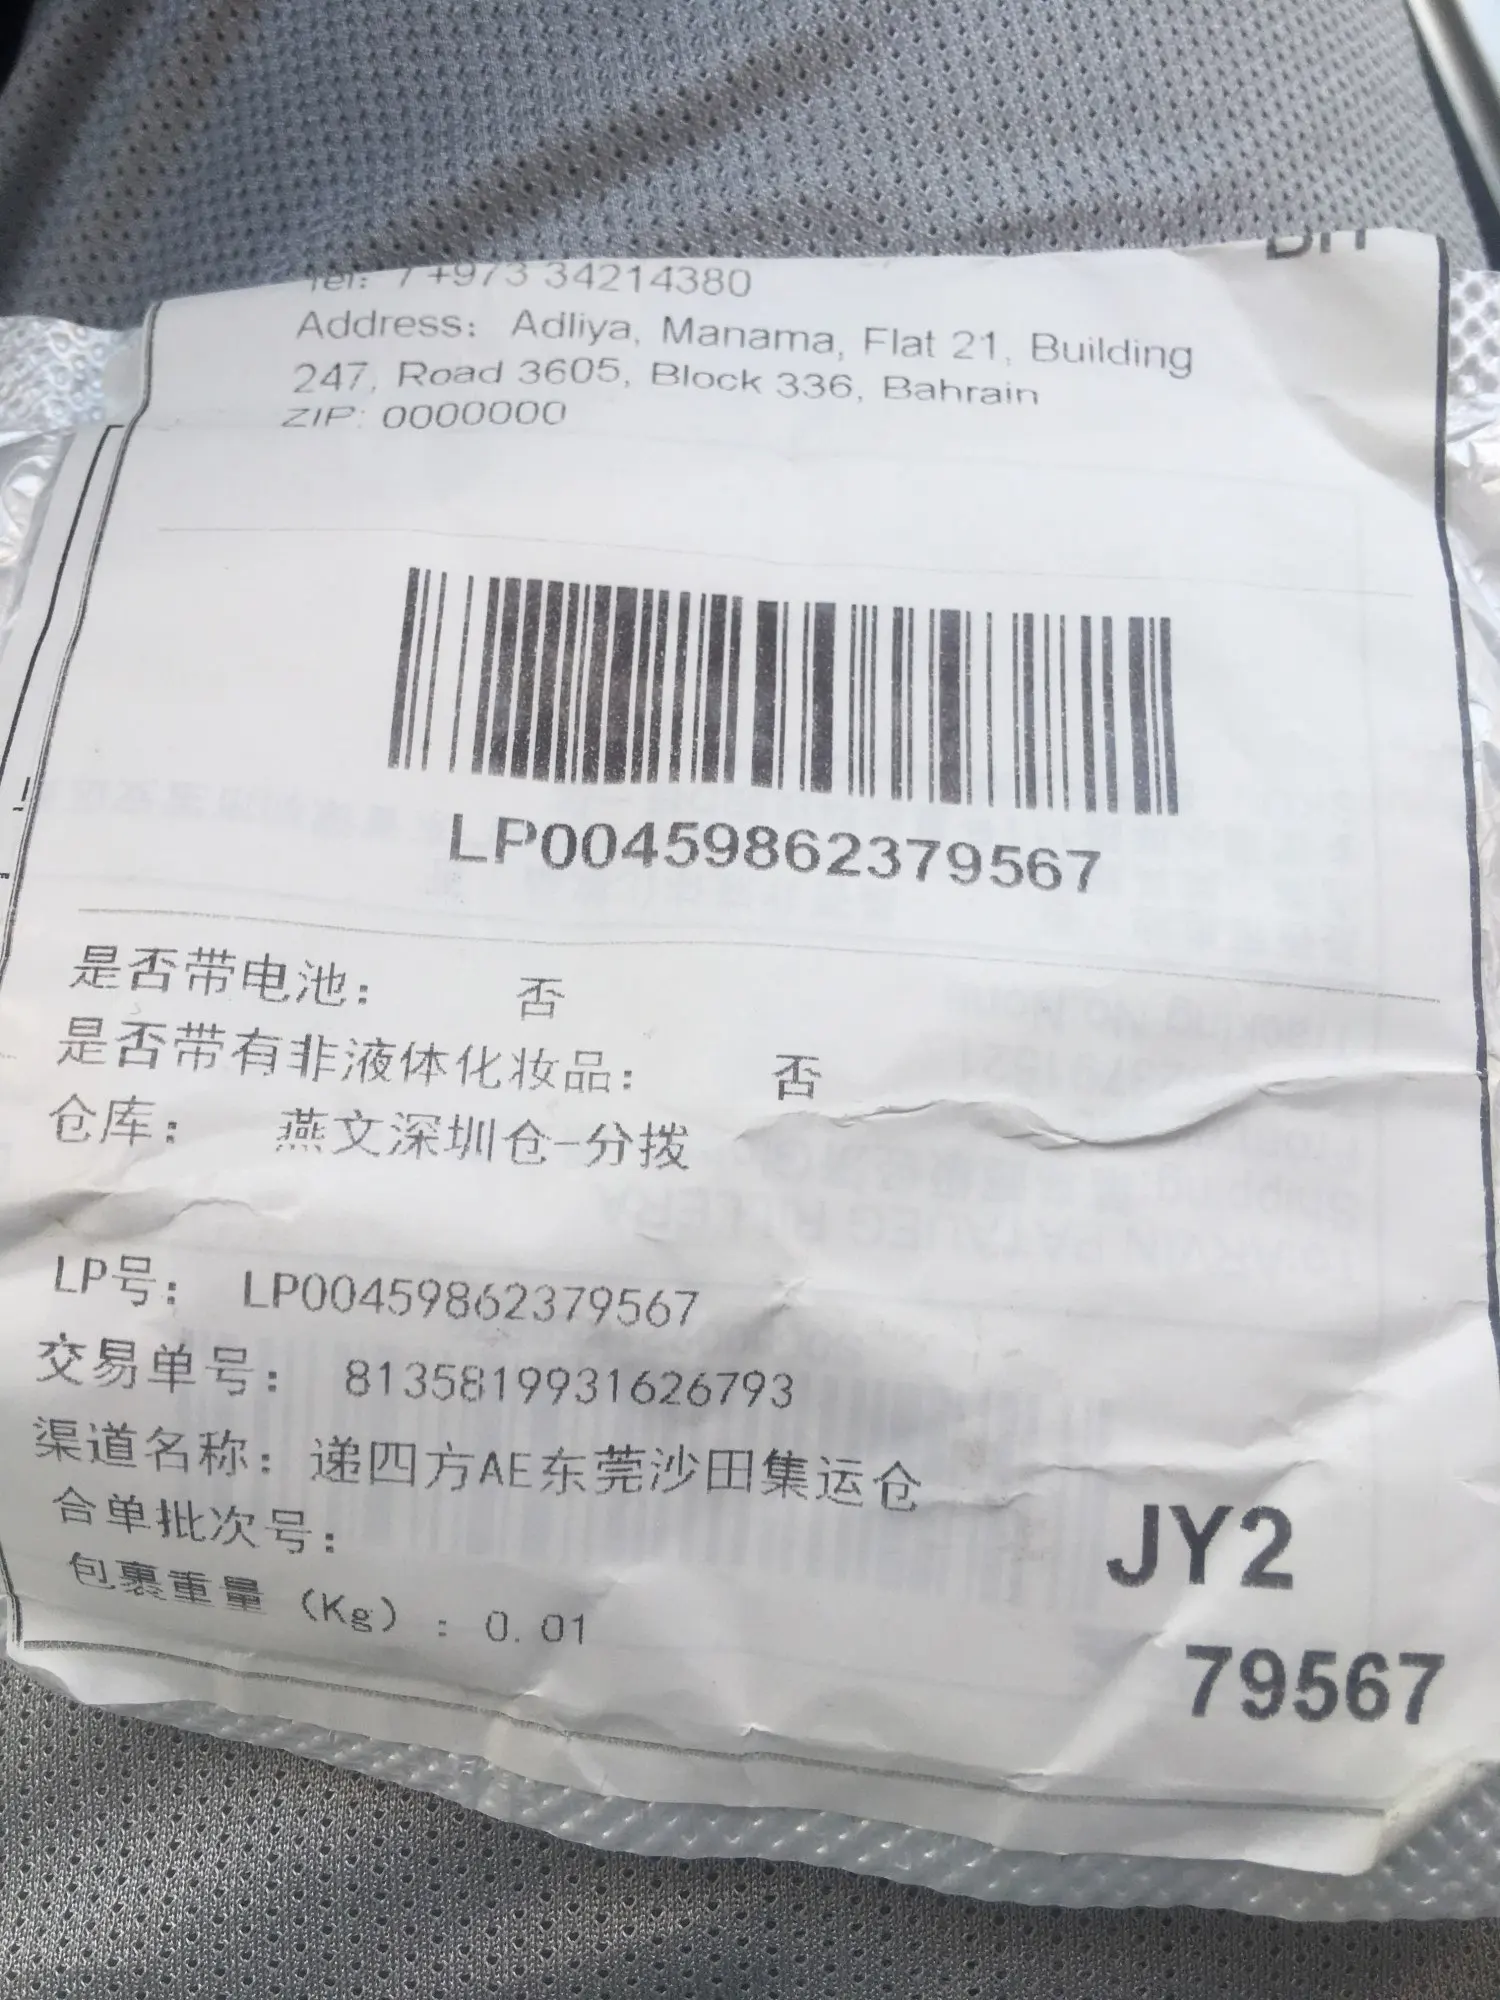 Tel: / +973 34214380
Address: Adliya, Manama, Flat 21, Building
247, Road 3605, Block 336, Bahrain
ZIP: 0000000
LP00459862379567
是否带电池： 否
是否带有非液体化妆品： 否
仓库： 燕文深圳仓-分拨
LP号： LP00459862379567
交易单号： 8135819931626793
渠道名称： 递四方AE东莞沙田集运仓
合单批次号：
包裹重量（Kg）：0.01
JY2
79567